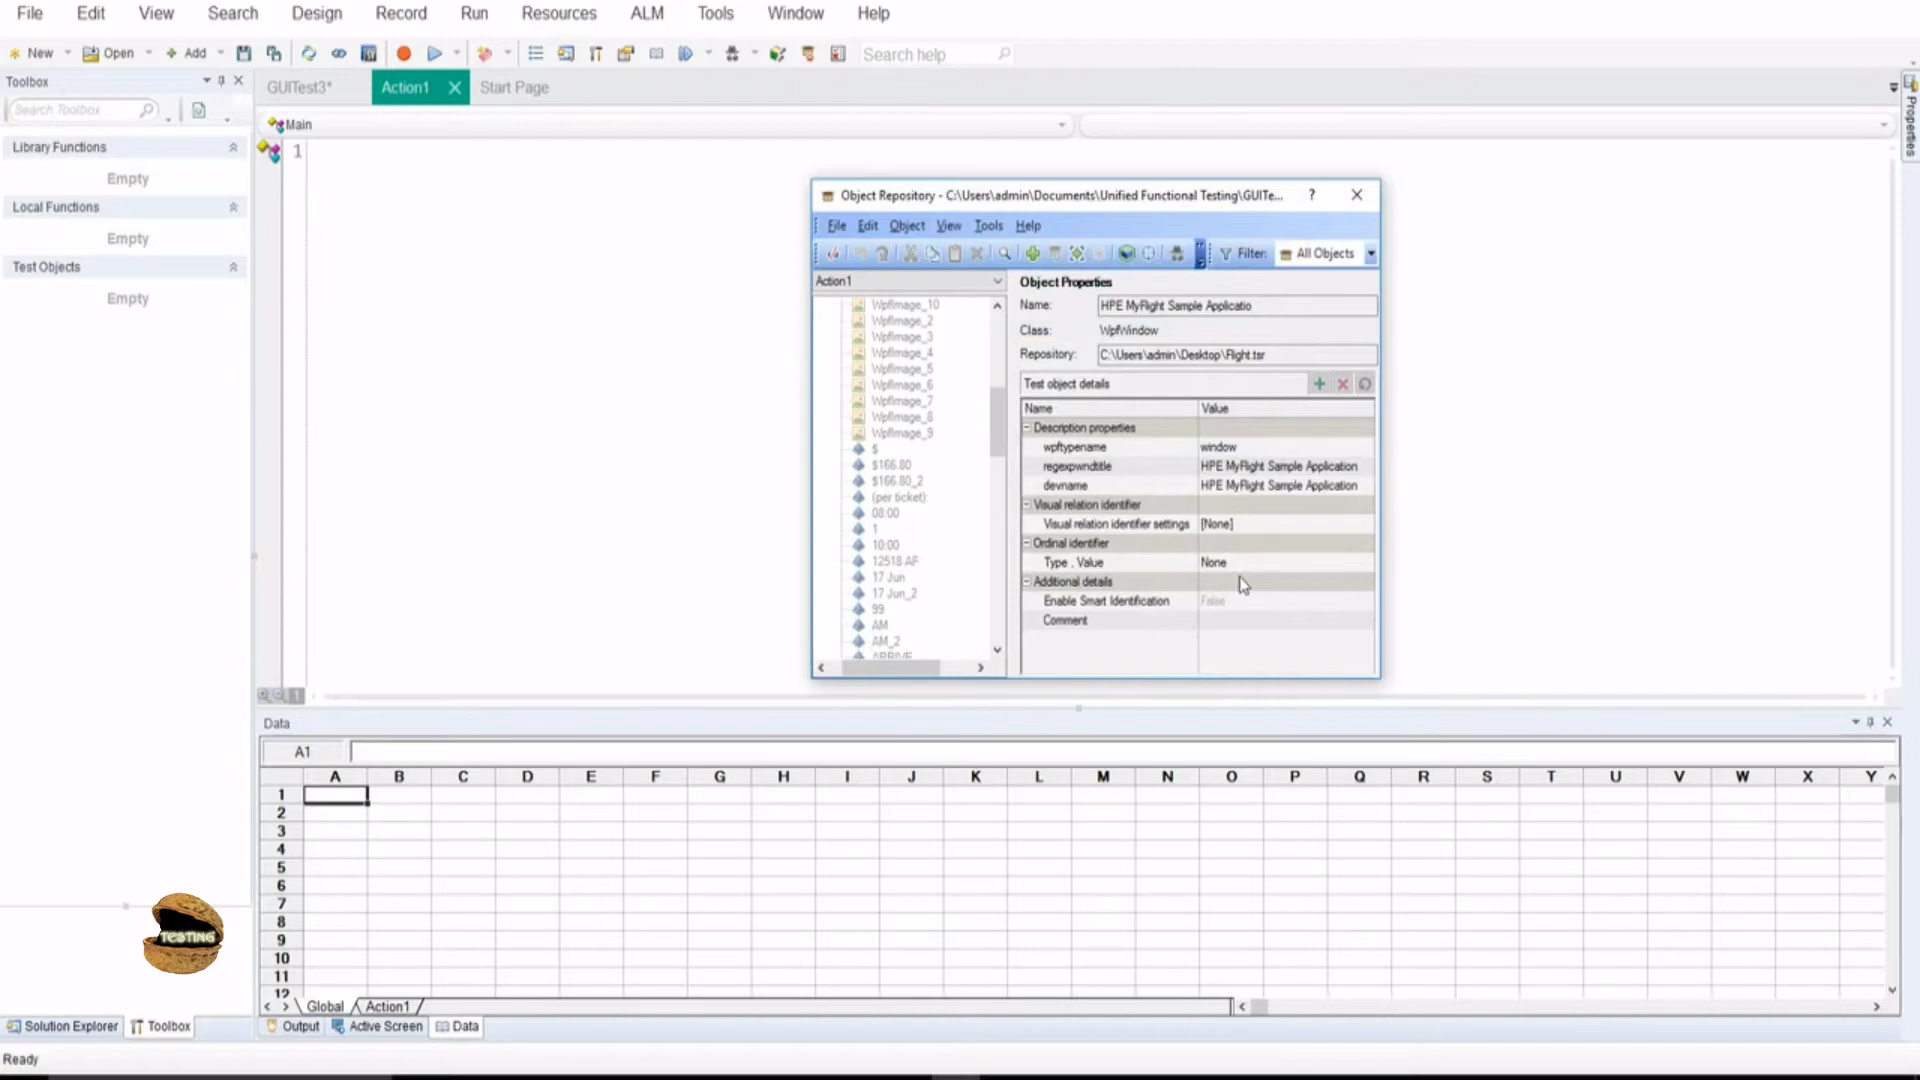 File Edit View Search Design Record Run Resources ALM Tools Window Help
New Open Add Search help
Toolbox
GUITest3* Action1 Start Page
Search Toolbox
Main
Library Functions
1
Empty
Local Functions
Empty
Test Objects
Empty
Object Repository - C:\Users\admin\Documents\Unified Functional Testing\GUITe... ?
File Edit Object View Tools Help
Filter: All Objects
Action1
Object Properties
WpfImage_10
WpfImage_2
WpfImage_3
WpfImage_4
WpfImage_5
WpfImage_6
WpfImage_7
WpfImage_8
WpfImage_9
$
$166.80
$166.80_2
(per ticket):
08:00
1
10:00
12518 AF
17 Jun
17 Jun_2
99
AM
AM_2
ARRIVE
Name: HPE MyFlight Sample Applicatio
Class: WpfWindow
Repository: C:\Users\admin\Desktop\Flight.tsr
Test object details
Name Value
Description properties
wpftypename window
regexpwndtitle HPE MyFlight Sample Application
devname HPE MyFlight Sample Application
Visual relation identifier
Visual relation identifier settings [None]
Ordinal identifier
Type , Value None
Additional details
Enable Smart Identification False
Comment
Properties
1
Data
A1
A B C D E F G H I J K L M N O P Q R S T U V W X Y
1
2
3
4
5
6
7
8
9
10
11
12
TESTING
Global Action1
Solution Explorer Toolbox Output Active Screen Data
Ready